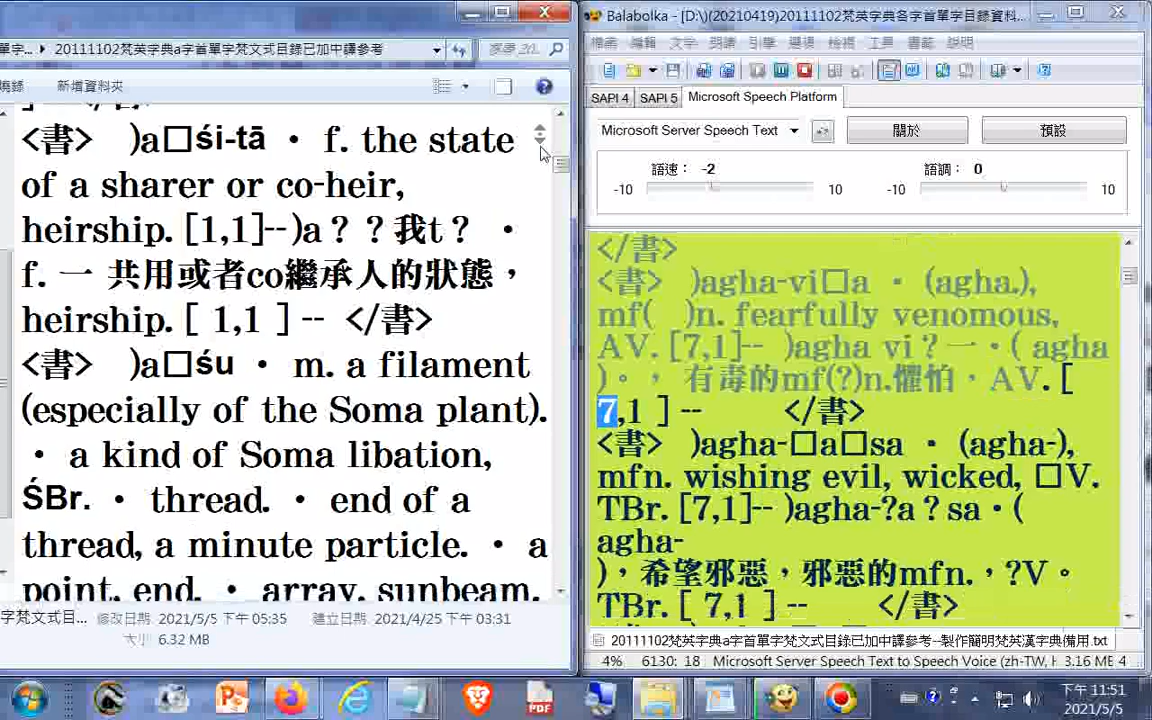 單字... ▸ 20111102梵英字典a字首單字梵文式目錄已加中譯參考
新增資料夾
<書> )a□śi-tā • f. the state
of a sharer or co-heir,
heirship. [1,1]--)a？？我t？ •
f. 一 共用或者co繼承人的狀態，
heirship. [ 1,1 ] -- </書>
<書> )a□śu • m. a filament
(especially of the Soma plant).
• a kind of Soma libation,
ŚBr. • thread. • end of a
thread, a minute particle. • a
point, end. • array, sunbeam.
字梵文式目... 修改日期: 2021/5/5 下午 05:35 建立日期: 2021/4/25 下午 03:31
大小: 6.32 MB
Balabolka - [D:\)(20210419)20111102梵英字典各字首單字目錄資料...
檔案 編輯 文字 朗讀 引擎 選項 檢視 工具 書籤 說明
SAPI 4 SAPI 5 Microsoft Speech Platform
Microsoft Server Speech Text 關於 預設
語速: -2 語調: 0
-10 10 -10 10
</書>
<書> )agha-vi□a • (agha.),
mf( )n. fearfully venomous,
AV. [7,1]-- )agha vi？一•( agha
)。， 有毒的mf(?)n.懼怕，AV. [
7,1 ] -- </書>
<書> )agha-□a□sa • (agha-),
mfn. wishing evil, wicked, □V.
TBr. [7,1]-- )agha-?a？sa•(
agha-
)，希望邪惡，邪惡的mfn.，?V。
TBr. [ 7,1 ] -- </書>
20111102梵英字典a字首單字梵文式目錄已加中譯參考--製作簡明梵英漢字典備用.txt
4% 6130: 18 Microsoft Server Speech Text to Speech Voice (zh-TW, 3.16 ME 4
PDF
下午 11:51
2021/5/5